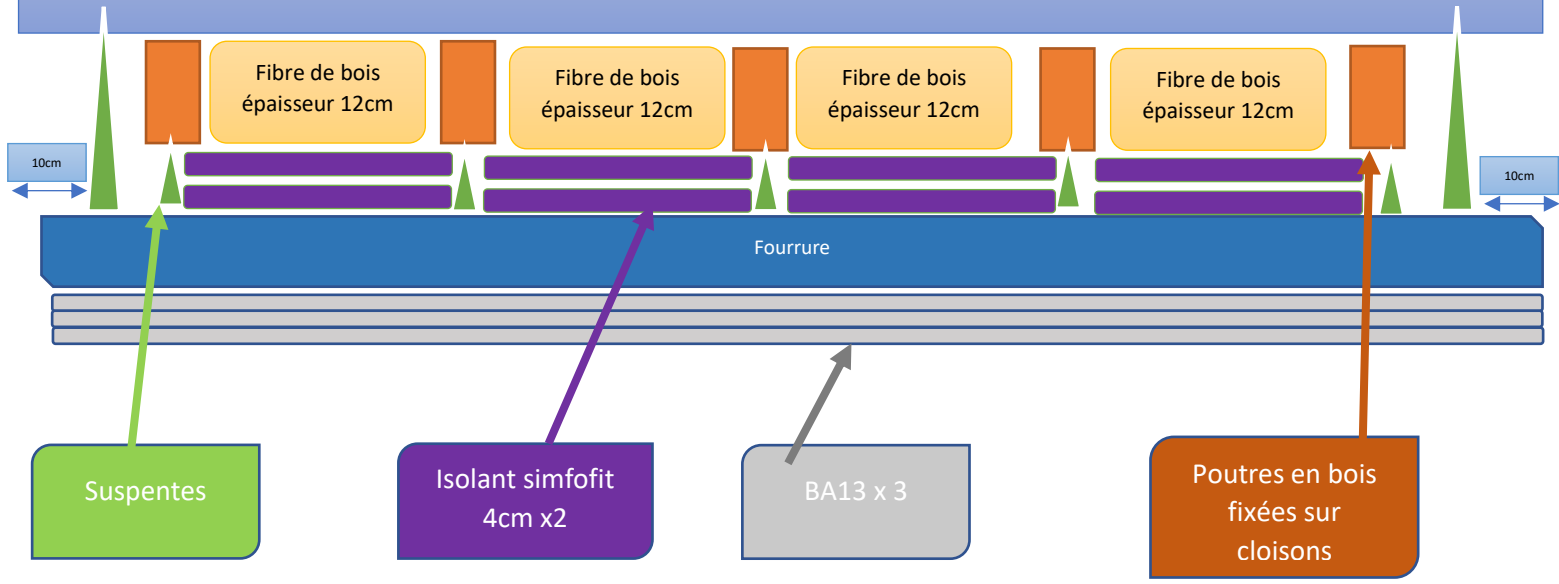 Fibre de bois
épaisseur 12cm
Fibre de bois
épaisseur 12cm
Fibre de bois
épaisseur 12cm
Fibre de bois
épaisseur 12cm
10cm
10cm
Fourrure
Suspentes
Isolant simfofit
4cm x2
BA13 x 3
Poutres en bois
fixées sur
cloisons